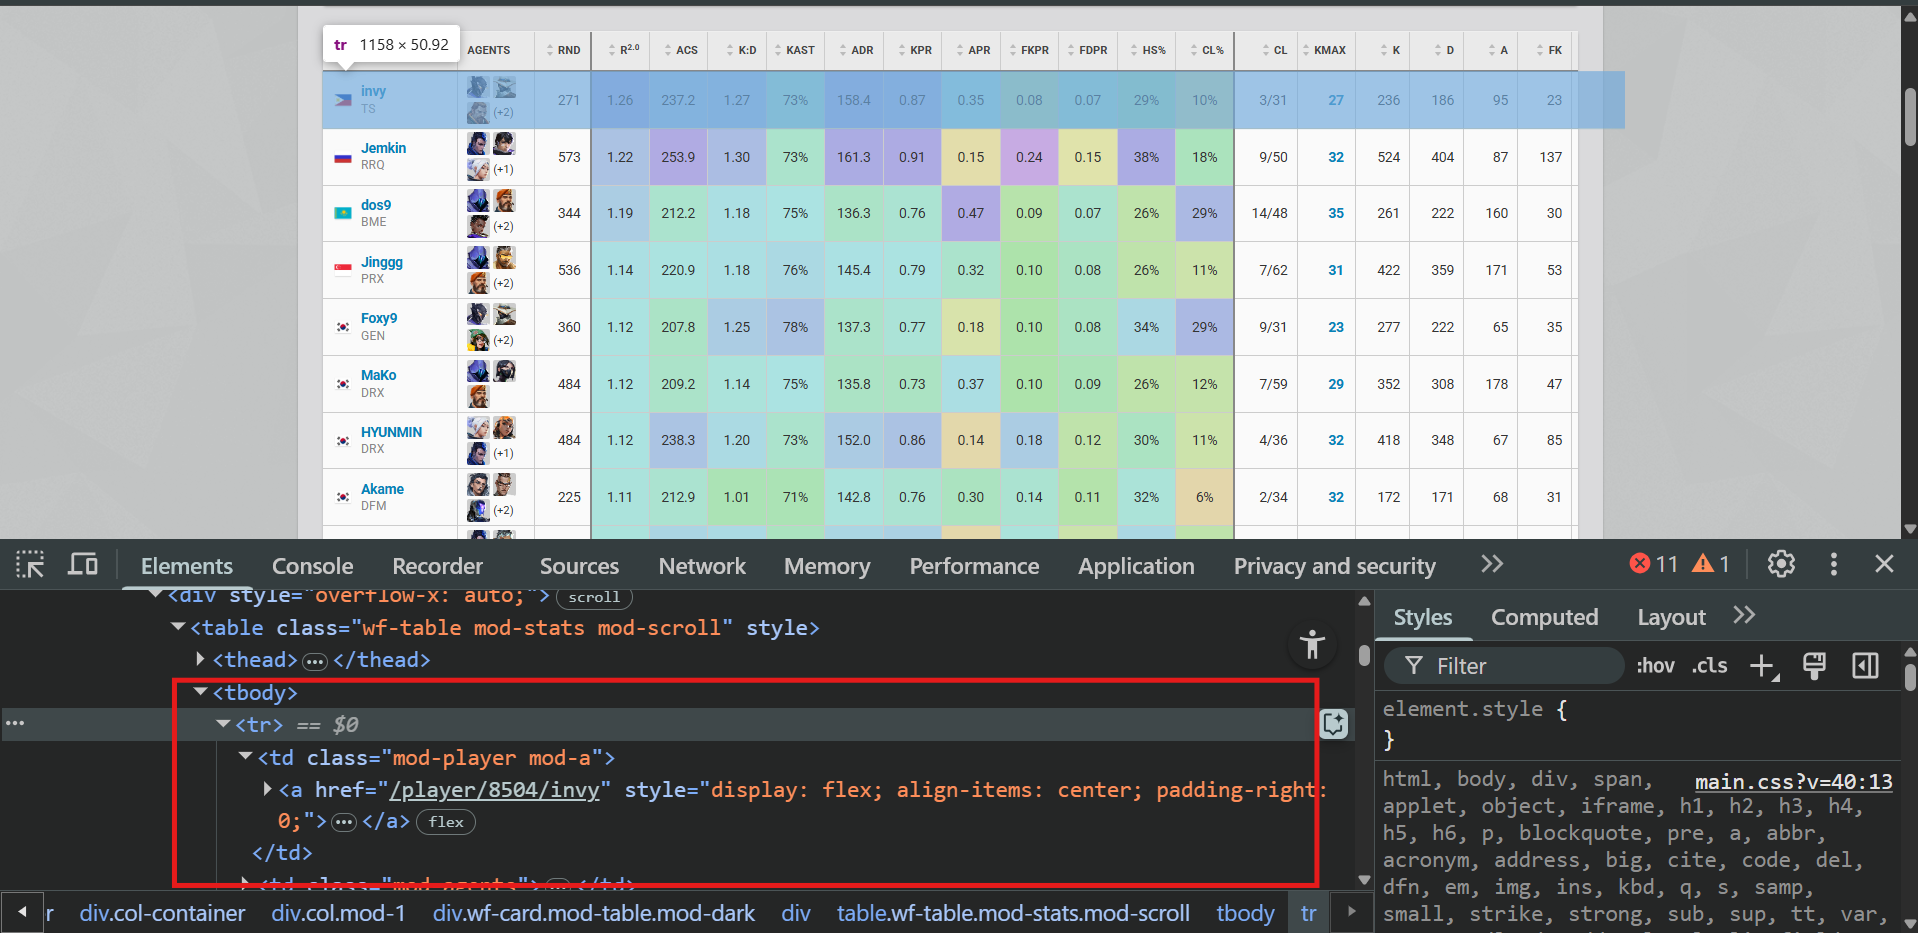 tr 1158 × 50.92
AGENTS RND R2.0 ACS K:D KAST ADR KPR APR FKPR FDPR HS% CL% CL KMAX K D A FK
invy
TS
(+2)
271 1.26 237.2 1.27 73% 158.4 0.87 0.35 0.08 0.07 29% 10% 3/31 27 236 186 95 23
Jemkin
RRQ
(+1)
573 1.22 253.9 1.30 73% 161.3 0.91 0.15 0.24 0.15 38% 18% 9/50 32 524 404 87 137
dos9
BME
(+2)
344 1.19 212.2 1.18 75% 136.3 0.76 0.47 0.09 0.07 26% 29% 14/48 35 261 222 160 30
Jinggg
PRX
(+2)
536 1.14 220.9 1.18 76% 145.4 0.79 0.32 0.10 0.08 26% 11% 7/62 31 422 359 171 53
Foxy9
GEN
(+2)
360 1.12 207.8 1.25 78% 137.3 0.77 0.18 0.10 0.08 34% 29% 9/31 23 277 222 65 35
MaKo
DRX
484 1.12 209.2 1.14 75% 135.8 0.73 0.37 0.10 0.09 26% 12% 7/59 29 352 308 178 47
HYUNMIN
DRX
(+1)
484 1.12 238.3 1.20 73% 152.0 0.86 0.14 0.18 0.12 30% 11% 4/36 32 418 348 67 85
Akame
DFM
(+2)
225 1.11 212.9 1.01 71% 142.8 0.76 0.30 0.14 0.11 32% 6% 2/34 32 172 171 68 31
Elements Console Recorder Sources Network Memory Performance Application Privacy and security 11 1
<div style="overflow-x: auto;"> scroll
<table class="wf-table mod-stats mod-scroll" style>
<thead> </thead>
<tbody>
<tr> == $0
<td class="mod-player mod-a">
<a href="/player/8504/invy" style="display: flex; align-items: center; padding-right:
0;"> </a> flex
</td>
<td class="mod-agents"> </td>
r div.col-container div.col.mod-1 div.wf-card.mod-table.mod-dark div table.wf-table.mod-stats.mod-scroll tbody tr
Styles Computed Layout
Filter :hov .cls
element.style {
}
html, body, div, span, main.css?v=40:13
applet, object, iframe, h1, h2, h3, h4,
h5, h6, p, blockquote, pre, a, abbr,
acronym, address, big, cite, code, del,
dfn, em, img, ins, kbd, q, s, samp,
small, strike, strong, sub, sup, tt, var,